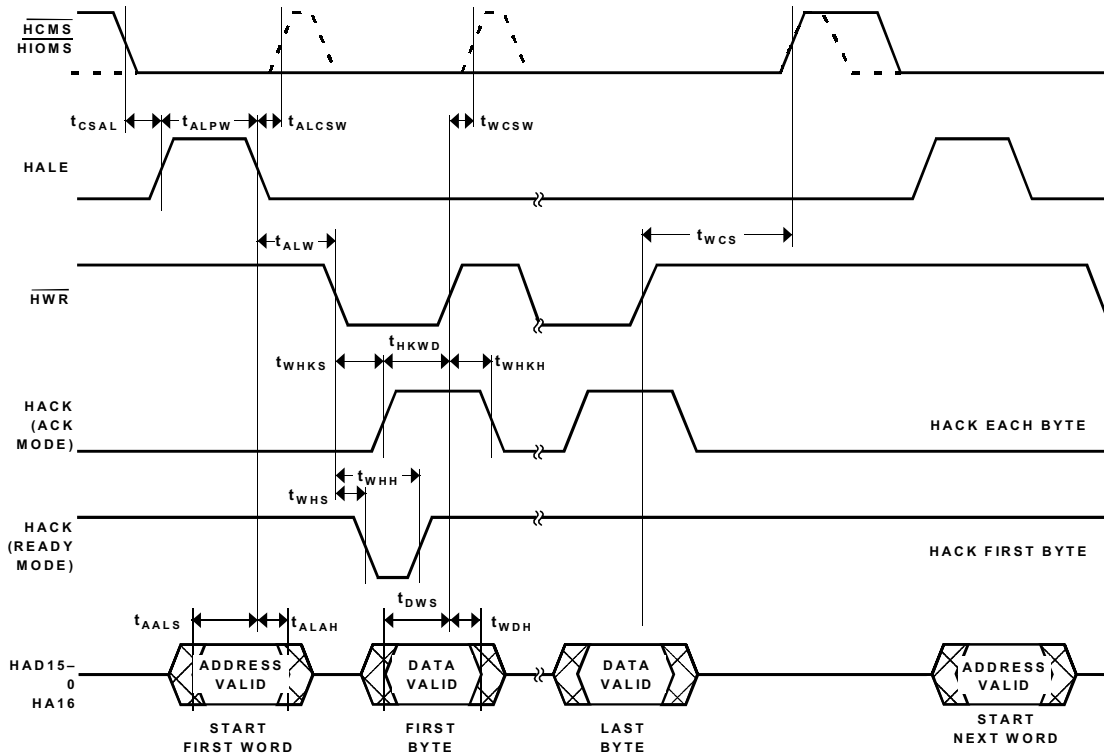 HCMS
HIOMS
tCSAL
tALPW
tALCSW
tWCSW
HALE
tALW
tWCS
HWR
tHKWD
tWHKS
tWHKH
HACK
(ACK
MODE)
HACK EACH BYTE
tWHH
tWHS
HACK
(READY
MODE)
HACK FIRST BYTE
tDWS
tAALS
tALAH
tWDH
HAD15–
0
HA16
ADDRESS
VALID
DATA
VALID
DATA
VALID
ADDRESS
VALID
START
FIRST WORD
FIRST
BYTE
LAST
BYTE
START
NEXT WORD